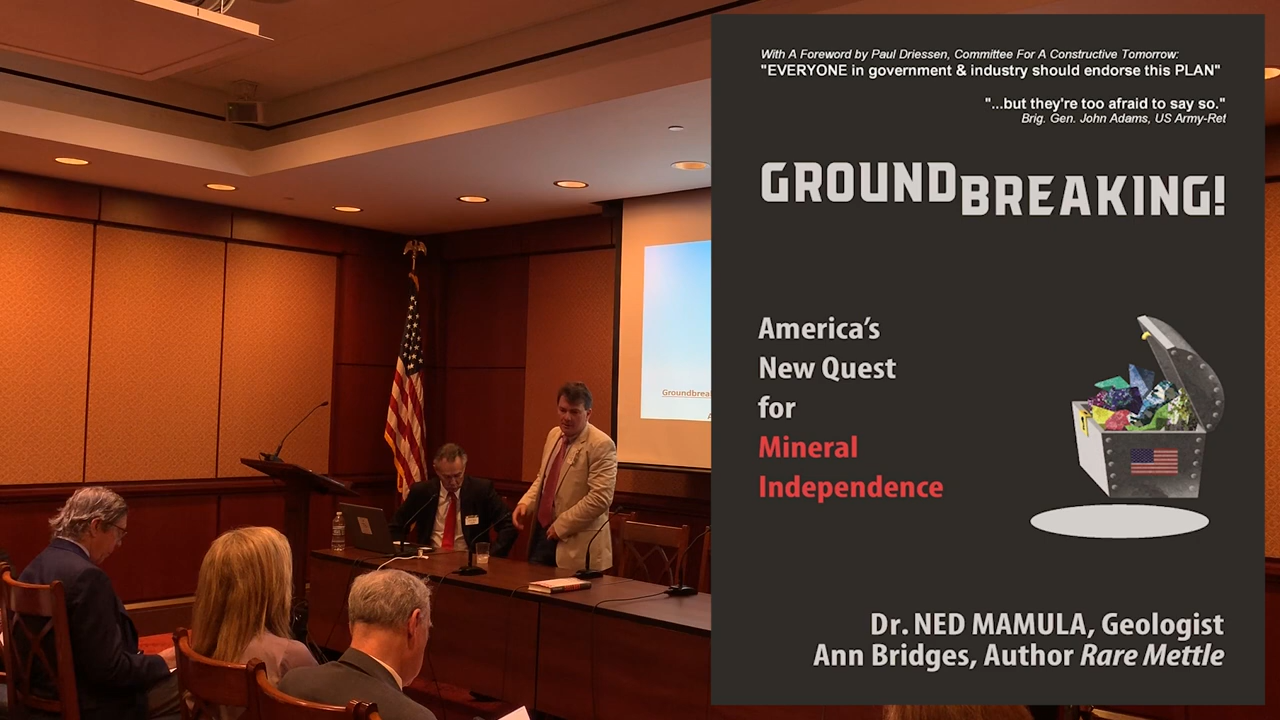 With A Foreword by Paul Driessen, Committee For A Constructive Tomorrow:
"EVERYONE in government & industry should endorse this PLAN"
"...but they're too afraid to say so."
Brig. Gen. John Adams, US Army-Ret
GROUNDBREAKING!
America's
New Quest
for
Mineral
Independence
Dr. NED MAMULA, Geologist
Ann Bridges, Author Rare Mettle